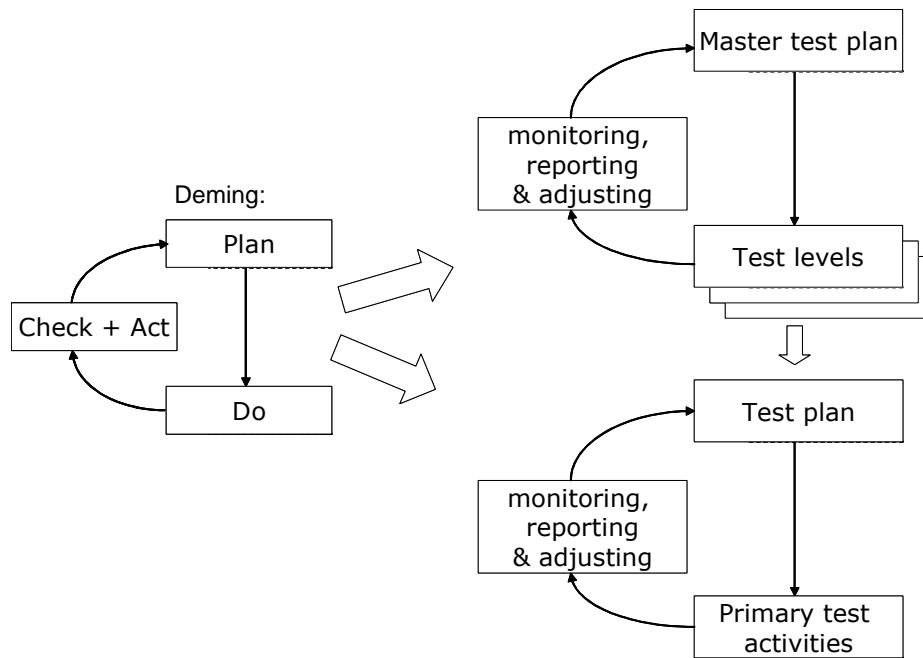 Deming:
Plan
Check + Act
Do
Master test plan
monitoring,
reporting
& adjusting
Test levels
Test plan
monitoring,
reporting
& adjusting
Primary test
activities